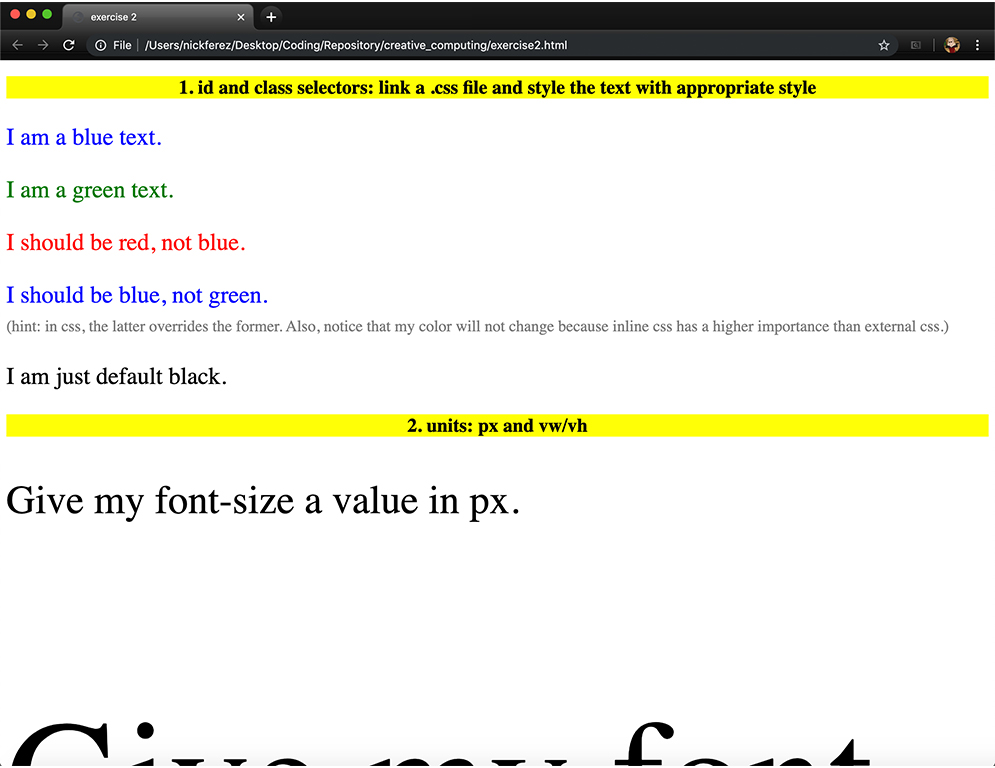 exercise 2
File /Users/nickferez/Desktop/Coding/Repository/creative_computing/exercise2.html
1. id and class selectors: link a .css file and style the text with appropriate style
I am a blue text.
I am a green text.
I should be red, not blue.
I should be blue, not green.
(hint: in css, the latter overrides the former. Also, notice that my color will not change because inline css has a higher importance than external css.)
I am just default black.
2. units: px and vw/vh
Give my font-size a value in px.
Give my font